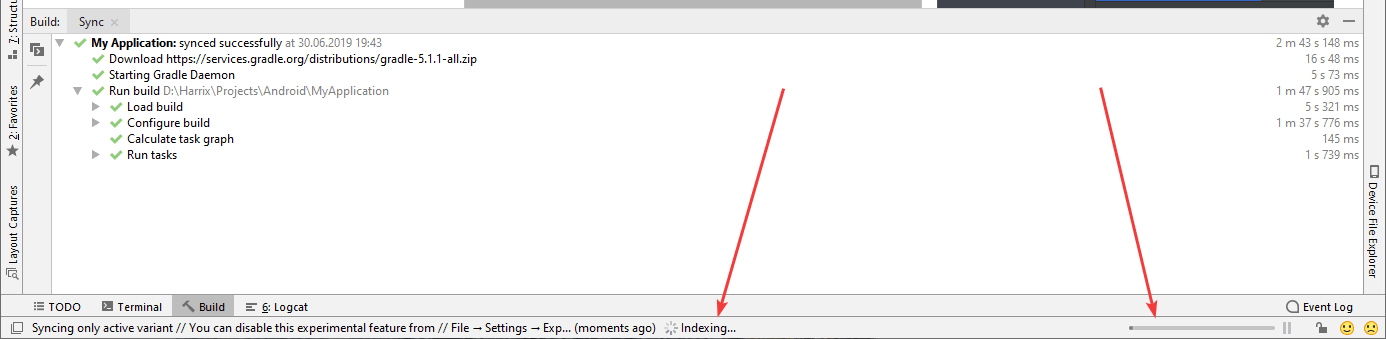 Build: Sync
My Application: synced successfully at 30.06.2019 19:43 2 m 43 s 148 ms
Download https://services.gradle.org/distributions/gradle-5.1.1-all.zip 16 s 48 ms
Starting Gradle Daemon 5 s 73 ms
Run build D:\Harrix\Projects\Android\MyApplication 1 m 47 s 905 ms
Load build 5 s 321 ms
Configure build 1 m 37 s 776 ms
Calculate task graph 145 ms
Run tasks 1 s 739 ms
2: Favorites
Layout Captures
Device File Explorer
TODO Terminal Build 6: Logcat Event Log
Syncing only active variant // You can disable this experimental feature from // File → Settings → Exp... (moments ago) Indexing...